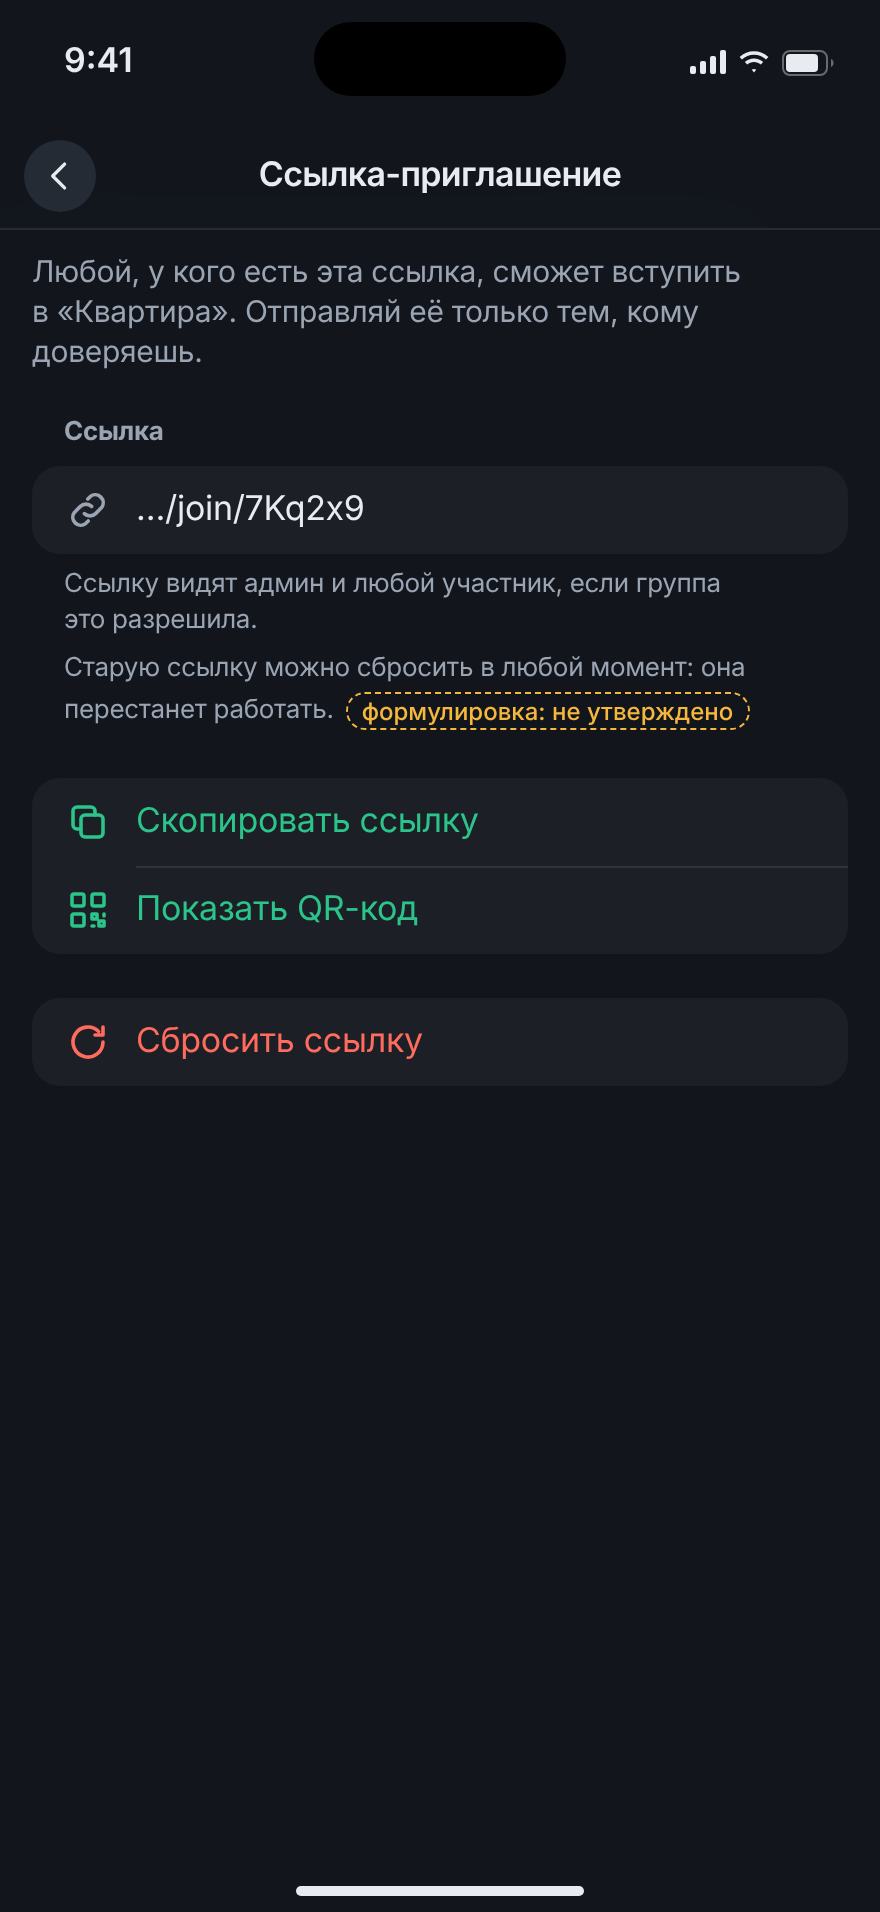 9:41
Ссылка-приглашение
Любой, у кого есть эта ссылка, сможет вступить
в «Квартира». Отправляй её только тем, кому
доверяешь.
Ссылка
.../join/7Kq2x9
Ссылку видят админ и любой участник, если группа
это разрешила.
Старую ссылку можно сбросить в любой момент: она
перестанет работать. формулировка: не утверждено
Скопировать ссылку
Показать QR-код
Сбросить ссылку